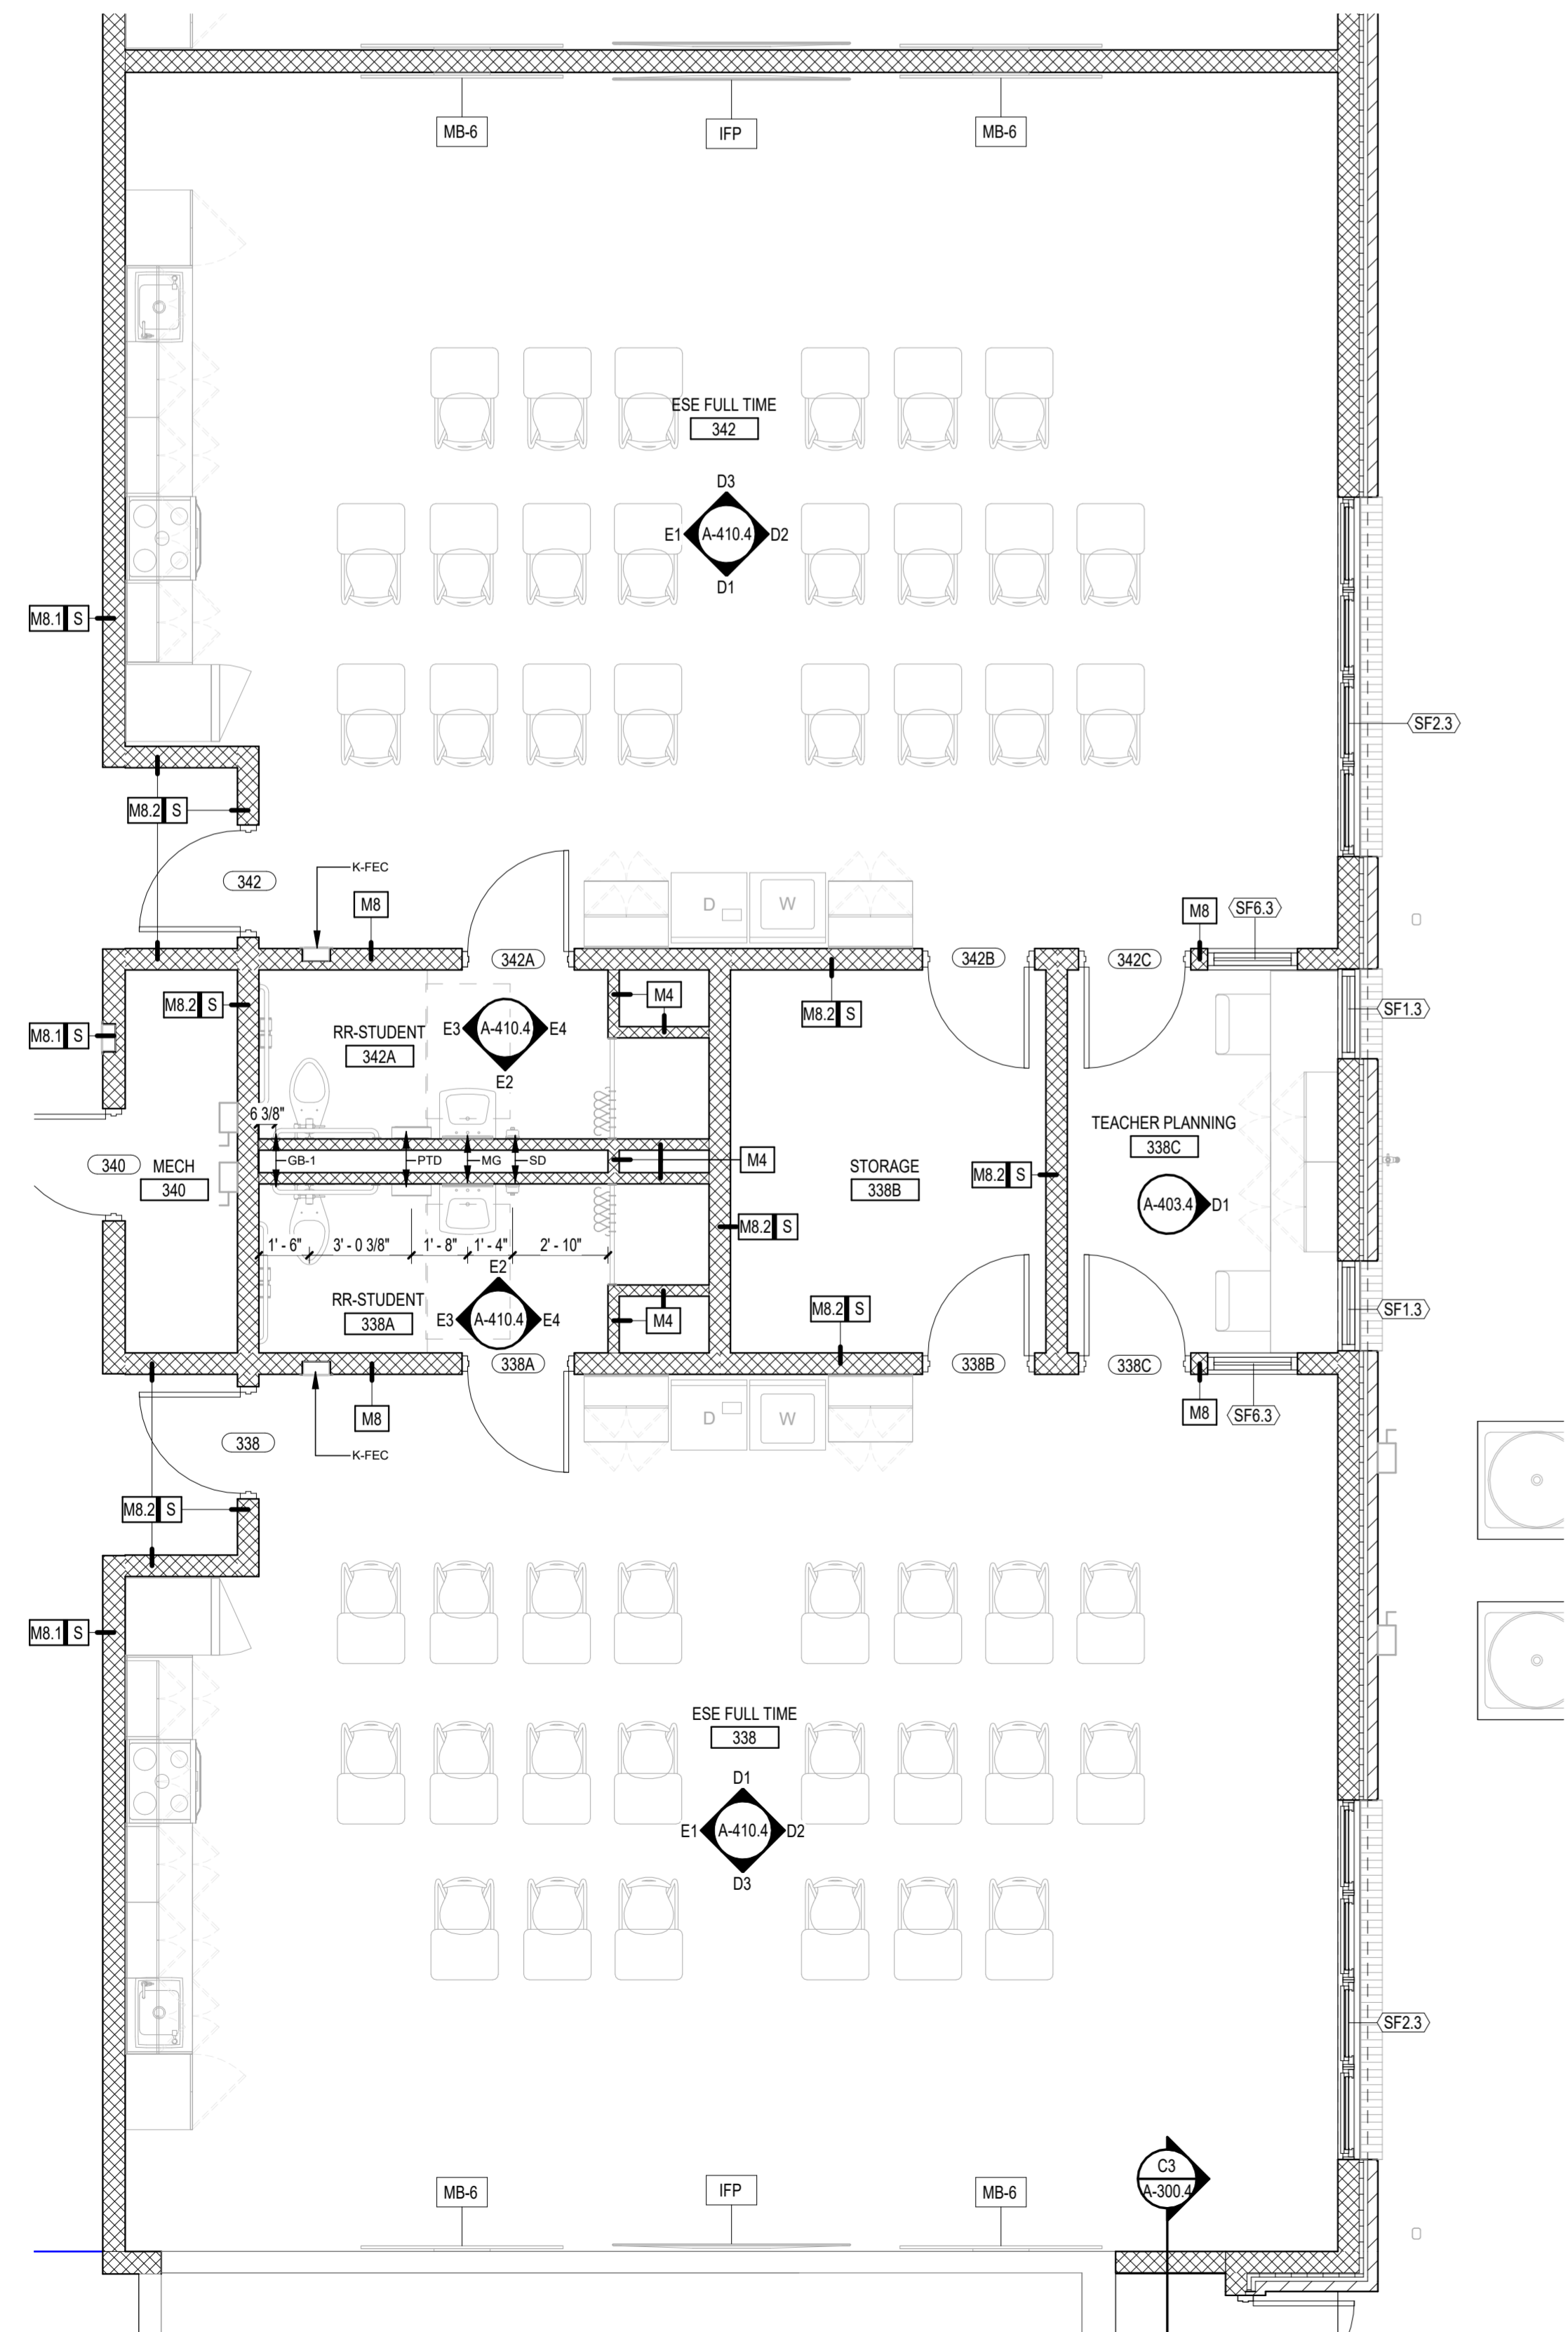 MB-6
IFP
MB-6
ESE FULL TIME
342
D3
E1
A-410.4
D2
D1
M8.1 S
SF2.3
M8.2 S
342
K-FEC
M8
342A
342B
M8
SF6.3
342C
M8.2 S
M8.1 S
RR-STUDENT
342A
E3
A-410.4
E4
E2
M4
D
W
M8.2 S
SF1.3
6 3/8"
GB-1
PTD
MG
SD
M4
340
MECH
340
STORAGE
338B
M8.2 S
TEACHER PLANNING
338C
A-403.4
D1
M8.2 S
1' - 6"
3' - 0 3/8"
1' - 8"
1' - 4"
2' - 10"
RR-STUDENT
338A
E2
E3
A-410.4
E4
M4
M8.2 S
SF1.3
338A
338B
338C
338
M8
K-FEC
D
W
M8
SF6.3
M8.2 S
M8.1 S
ESE FULL TIME
338
D1
E1
A-410.4
D2
D3
SF2.3
MB-6
IFP
MB-6
C3
A-300.4